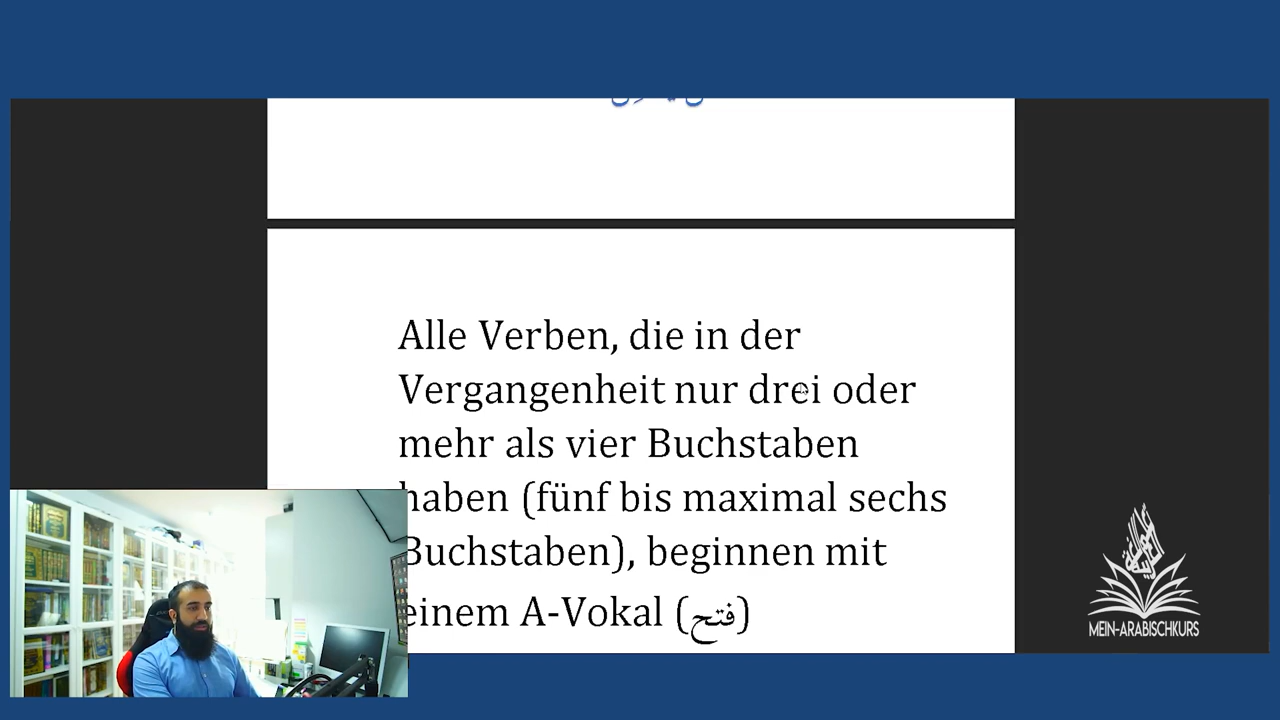 Alle Verben, die in der
Vergangenheit nur drei oder
mehr als vier Buchstaben
haben (fünf bis maximal sechs
Buchstaben), beginnen mit
einem A-Vokal (فتح)
MEIN-ARABISCHKURS